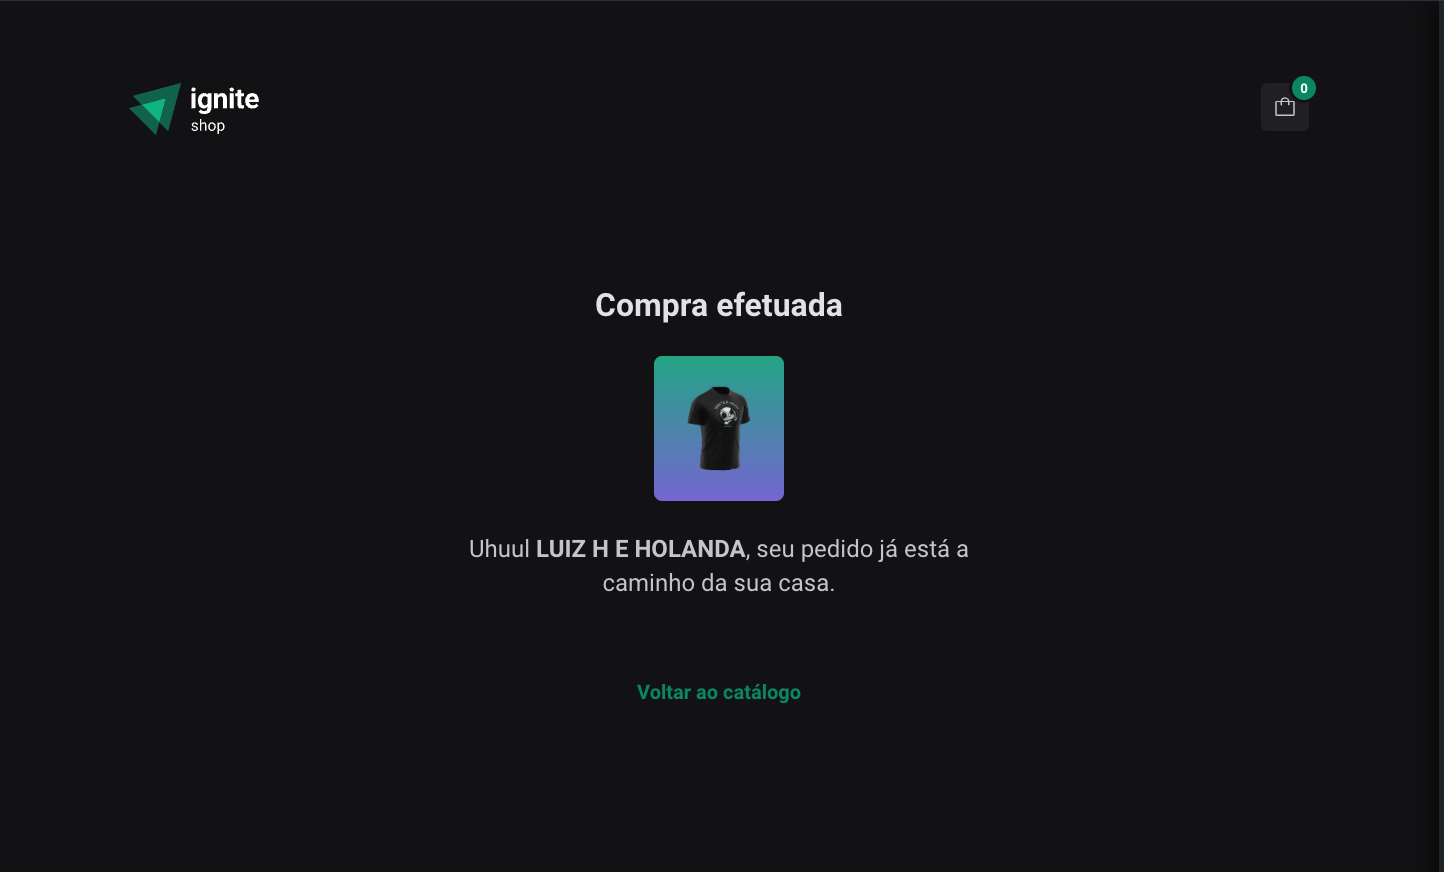 ignite
shop
0
Compra efetuada
Uhuul LUIZ H E HOLANDA, seu pedido já está a
caminho da sua casa.
Voltar ao catálogo